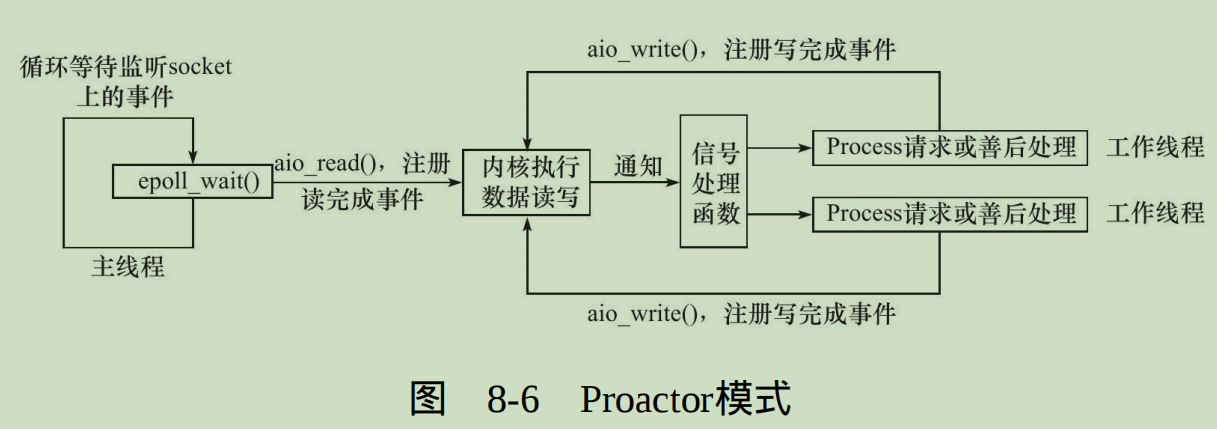 aio_write()，注册写完成事件
循环等待监听socket
上的事件
epoll_wait()
主线程
aio_read()，注册
读完成事件
内核执行
数据读写
通知
信号
处理
函数
Process请求或善后处理
工作线程
Process请求或善后处理
工作线程
aio_write()，注册写完成事件
图 8-6 Proactor模式